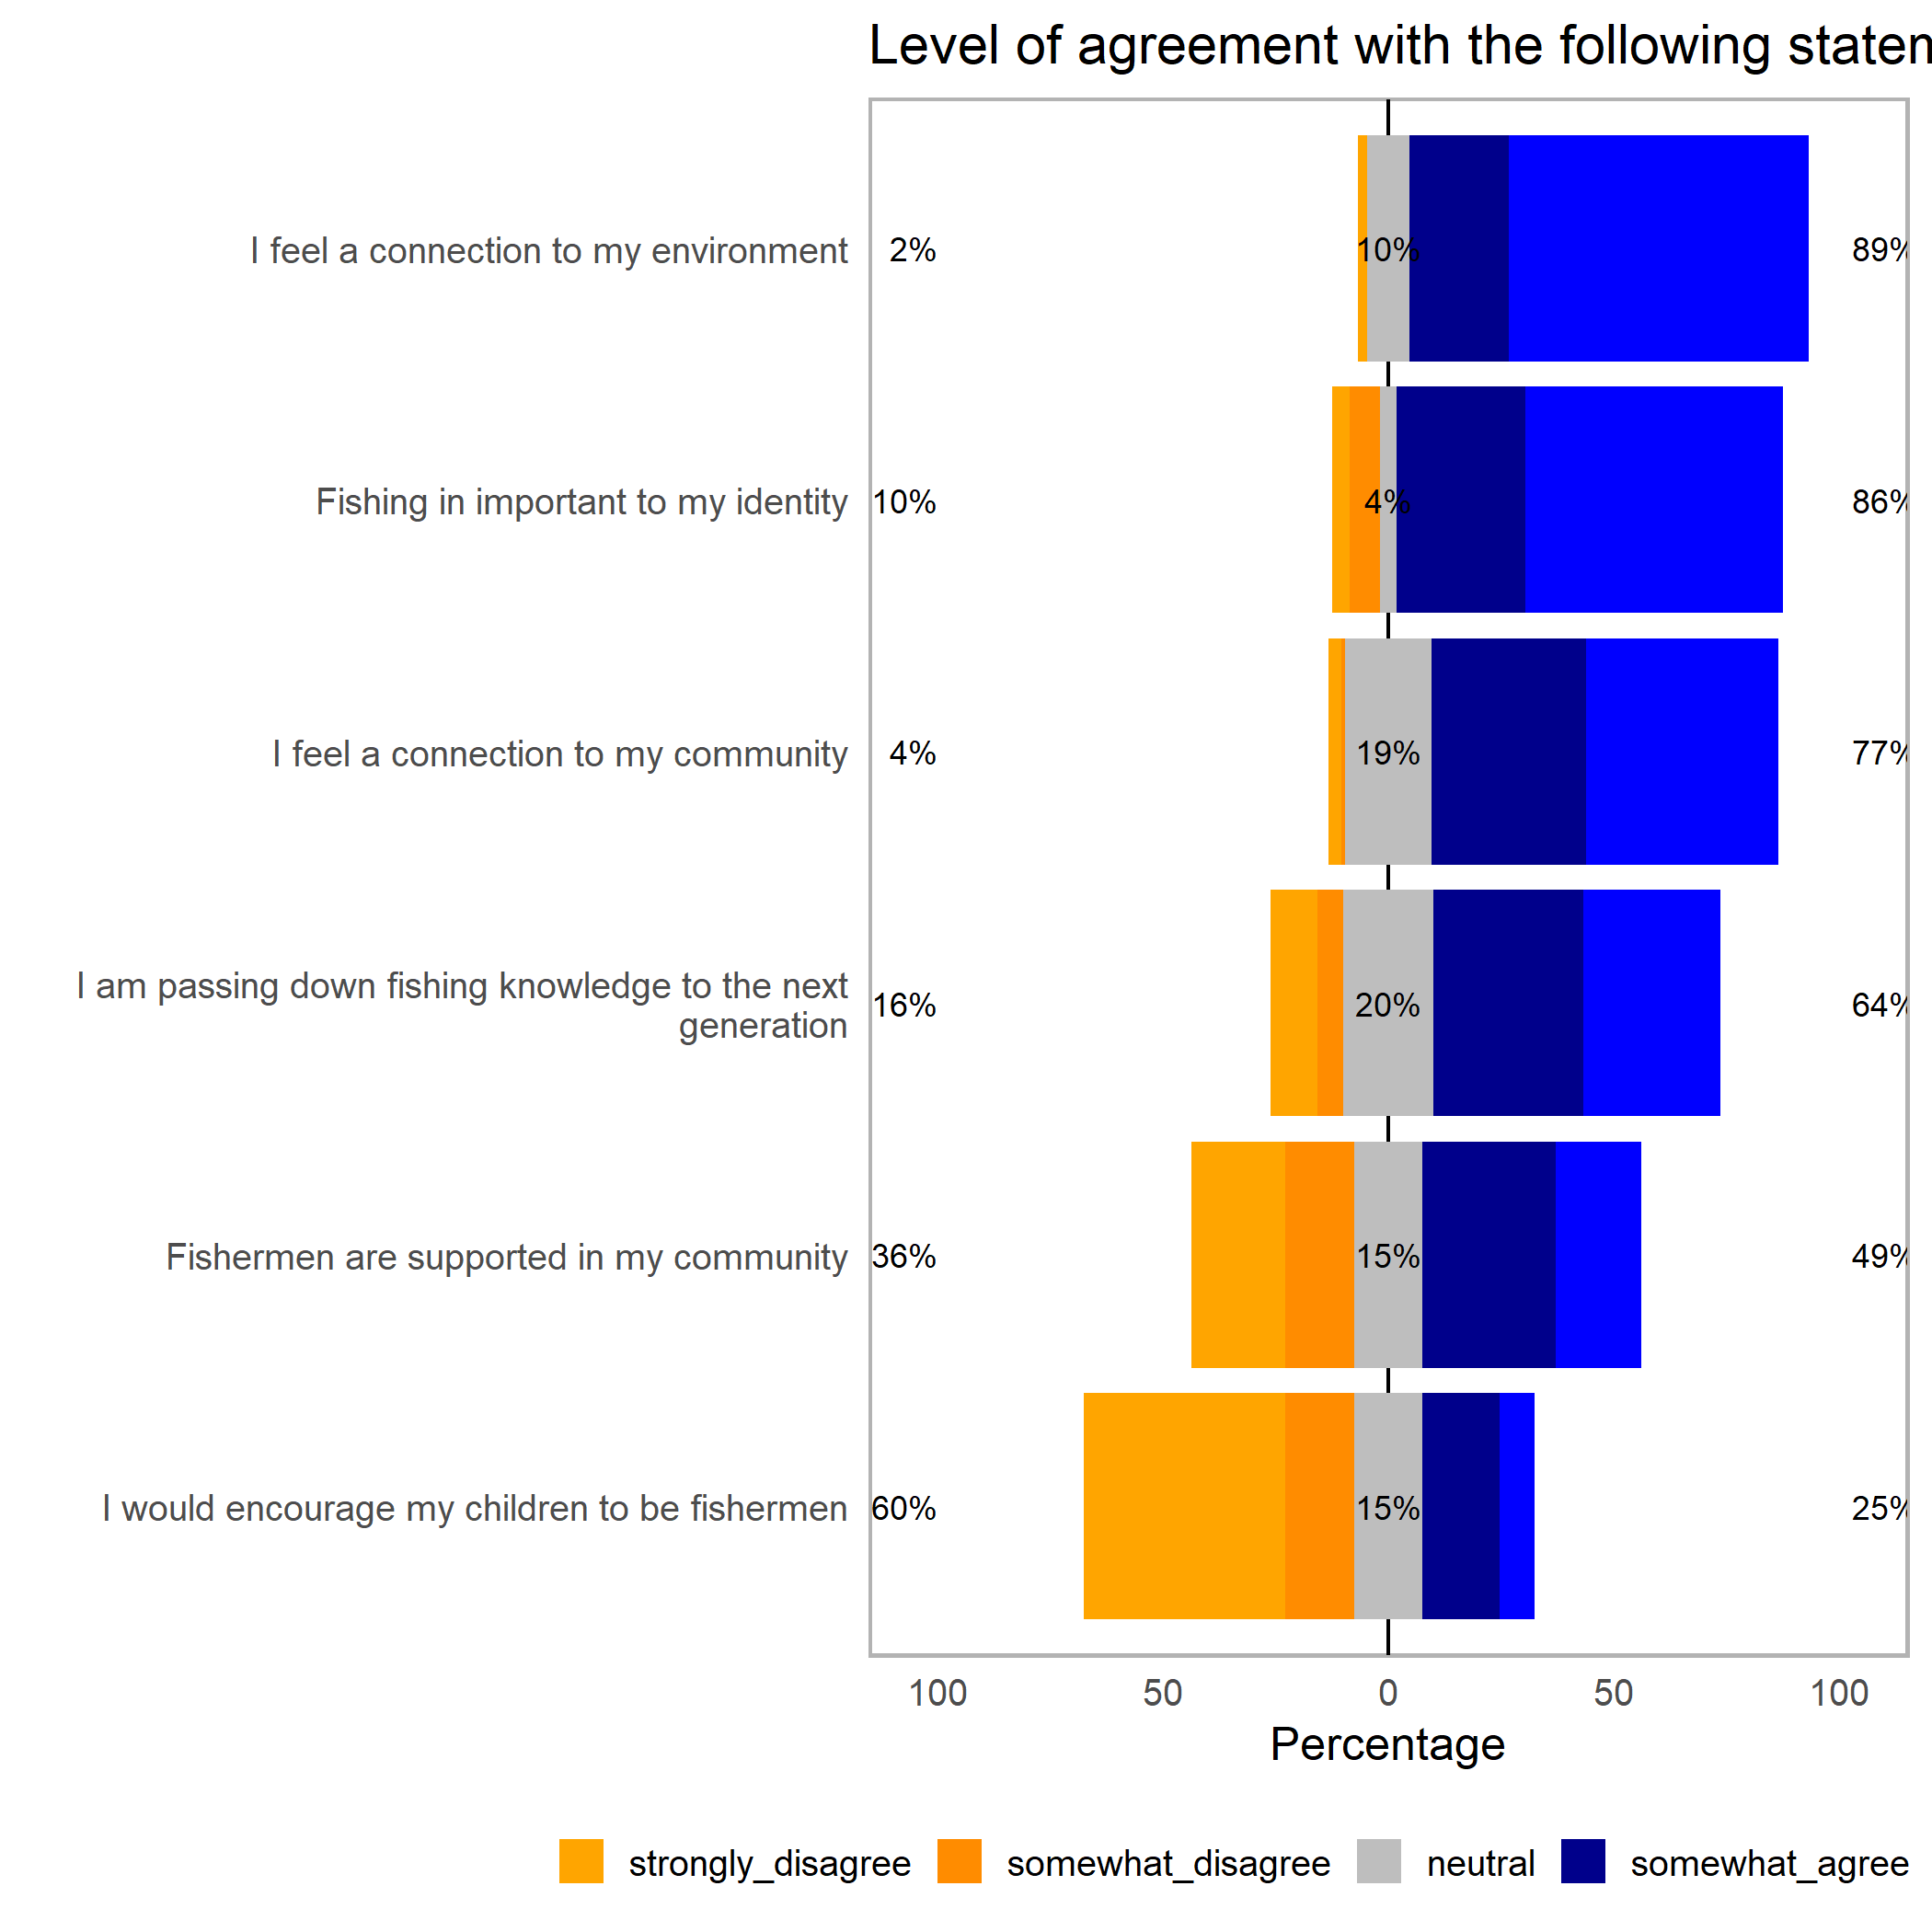 Level of agreement with the following
I feel a connection to my environment
2%
10%
89%
Fishing in important to my identity
10%
4%
86%
I feel a connection to my community
4%
19%
77%
I am passing down fishing knowledge to the next
generation
16%
20%
64%
Fishermen are supported in my community
36%
15%
49%
I would encourage my children to be fishermen
60%
15%
25%
100 50 0 50 100
Percentage
strongly_disagree somewhat_disagree neutral somewhat_agree